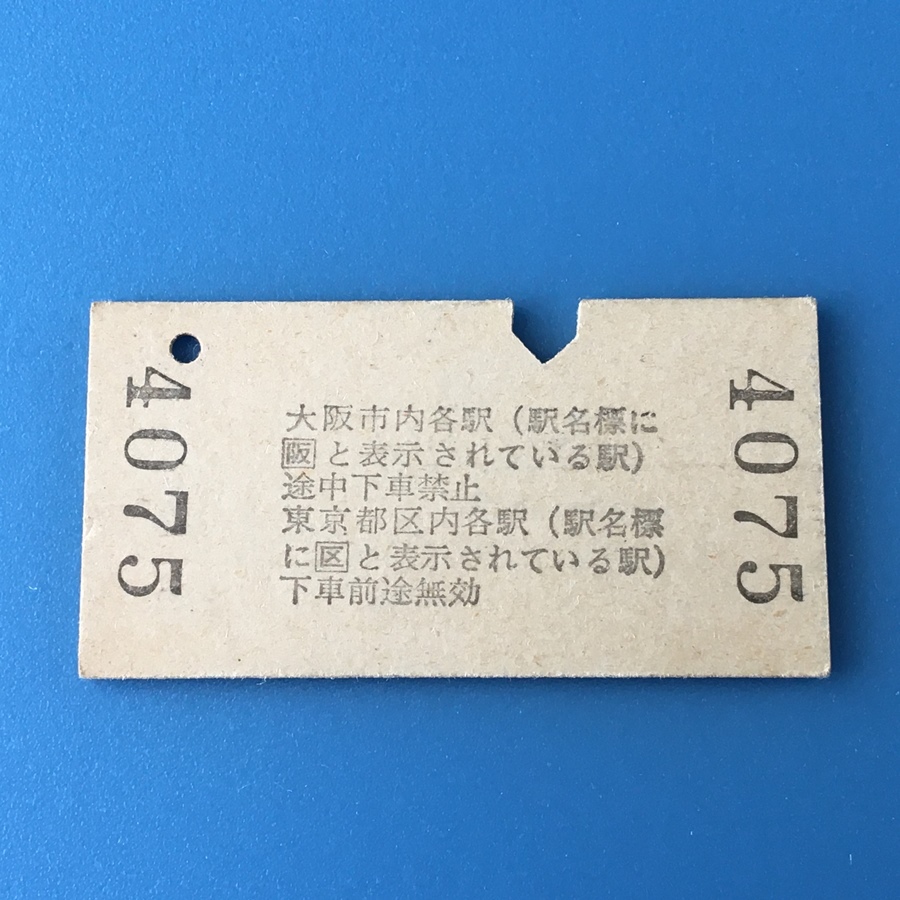 4075
大阪市内各駅（駅名標に
阪と表示されている駅）
途中下車禁止
東京都区内各駅（駅名標
に区と表示されている駅）
下車前途無効
4075